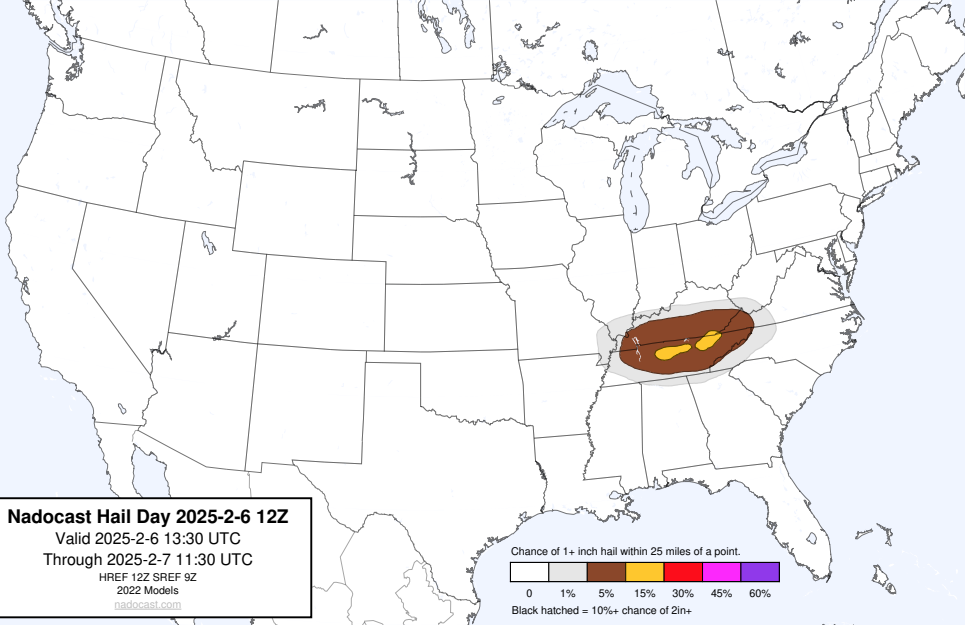 Nadocast Hail Day 2025-2-6 12Z
Valid 2025-2-6 13:30 UTC
Through 2025-2-7 11:30 UTC
HREF 12Z SREF 9Z
2022 Models
nadocast.com
Chance of 1+ inch hail within 25 miles of a point.
0 1% 5% 15% 30% 45% 60%
Black hatched = 10%+ chance of 2in+